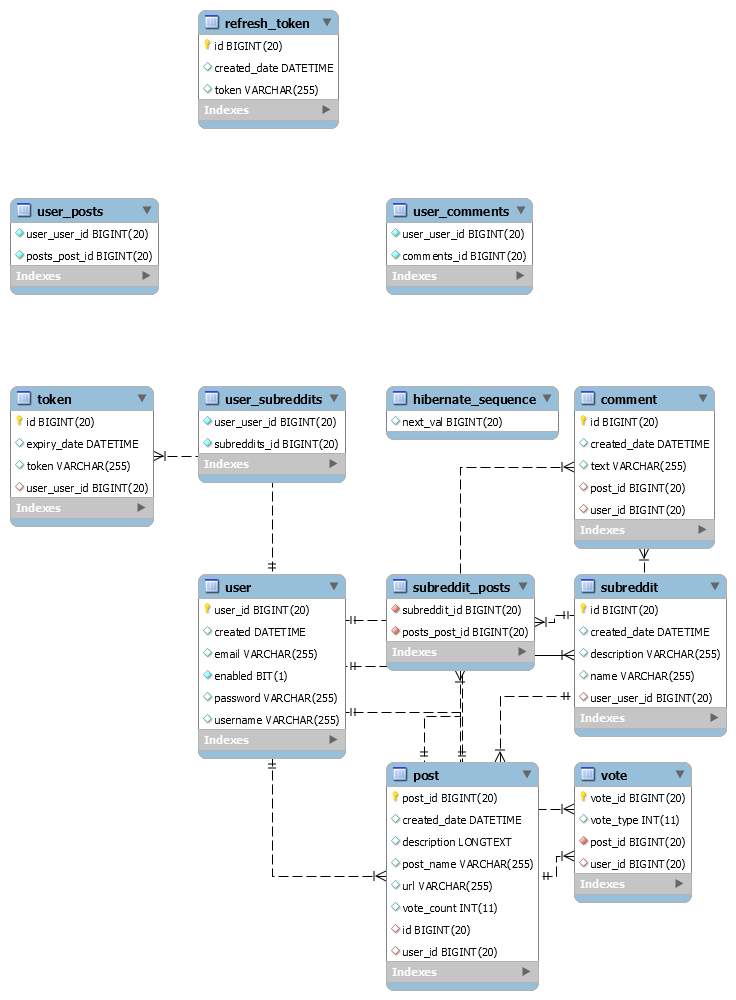 refresh_token
id BIGINT(20)
created_date DATETIME
token VARCHAR(255)
Indexes
user_posts
user_user_id BIGINT(20)
posts_post_id BIGINT(20)
Indexes
user_comments
user_user_id BIGINT(20)
comments_id BIGINT(20)
Indexes
token
id BIGINT(20)
expiry_date DATETIME
token VARCHAR(255)
user_user_id BIGINT(20)
Indexes
user_subreddits
user_user_id BIGINT(20)
subreddits_id BIGINT(20)
Indexes
hibernate_sequence
next_val BIGINT(20)
comment
id BIGINT(20)
created_date DATETIME
text VARCHAR(255)
post_id BIGINT(20)
user_id BIGINT(20)
Indexes
user
user_id BIGINT(20)
created DATETIME
email VARCHAR(255)
enabled BIT(1)
password VARCHAR(255)
username VARCHAR(255)
Indexes
subreddit_posts
subreddit_id BIGINT(20)
posts_post_id BIGINT(20)
Indexes
subreddit
id BIGINT(20)
created_date DATETIME
description VARCHAR(255)
name VARCHAR(255)
user_user_id BIGINT(20)
Indexes
post
post_id BIGINT(20)
created_date DATETIME
description LONGTEXT
post_name VARCHAR(255)
url VARCHAR(255)
vote_count INT(11)
id BIGINT(20)
user_id BIGINT(20)
Indexes
vote
vote_id BIGINT(20)
vote_type INT(11)
post_id BIGINT(20)
user_id BIGINT(20)
Indexes